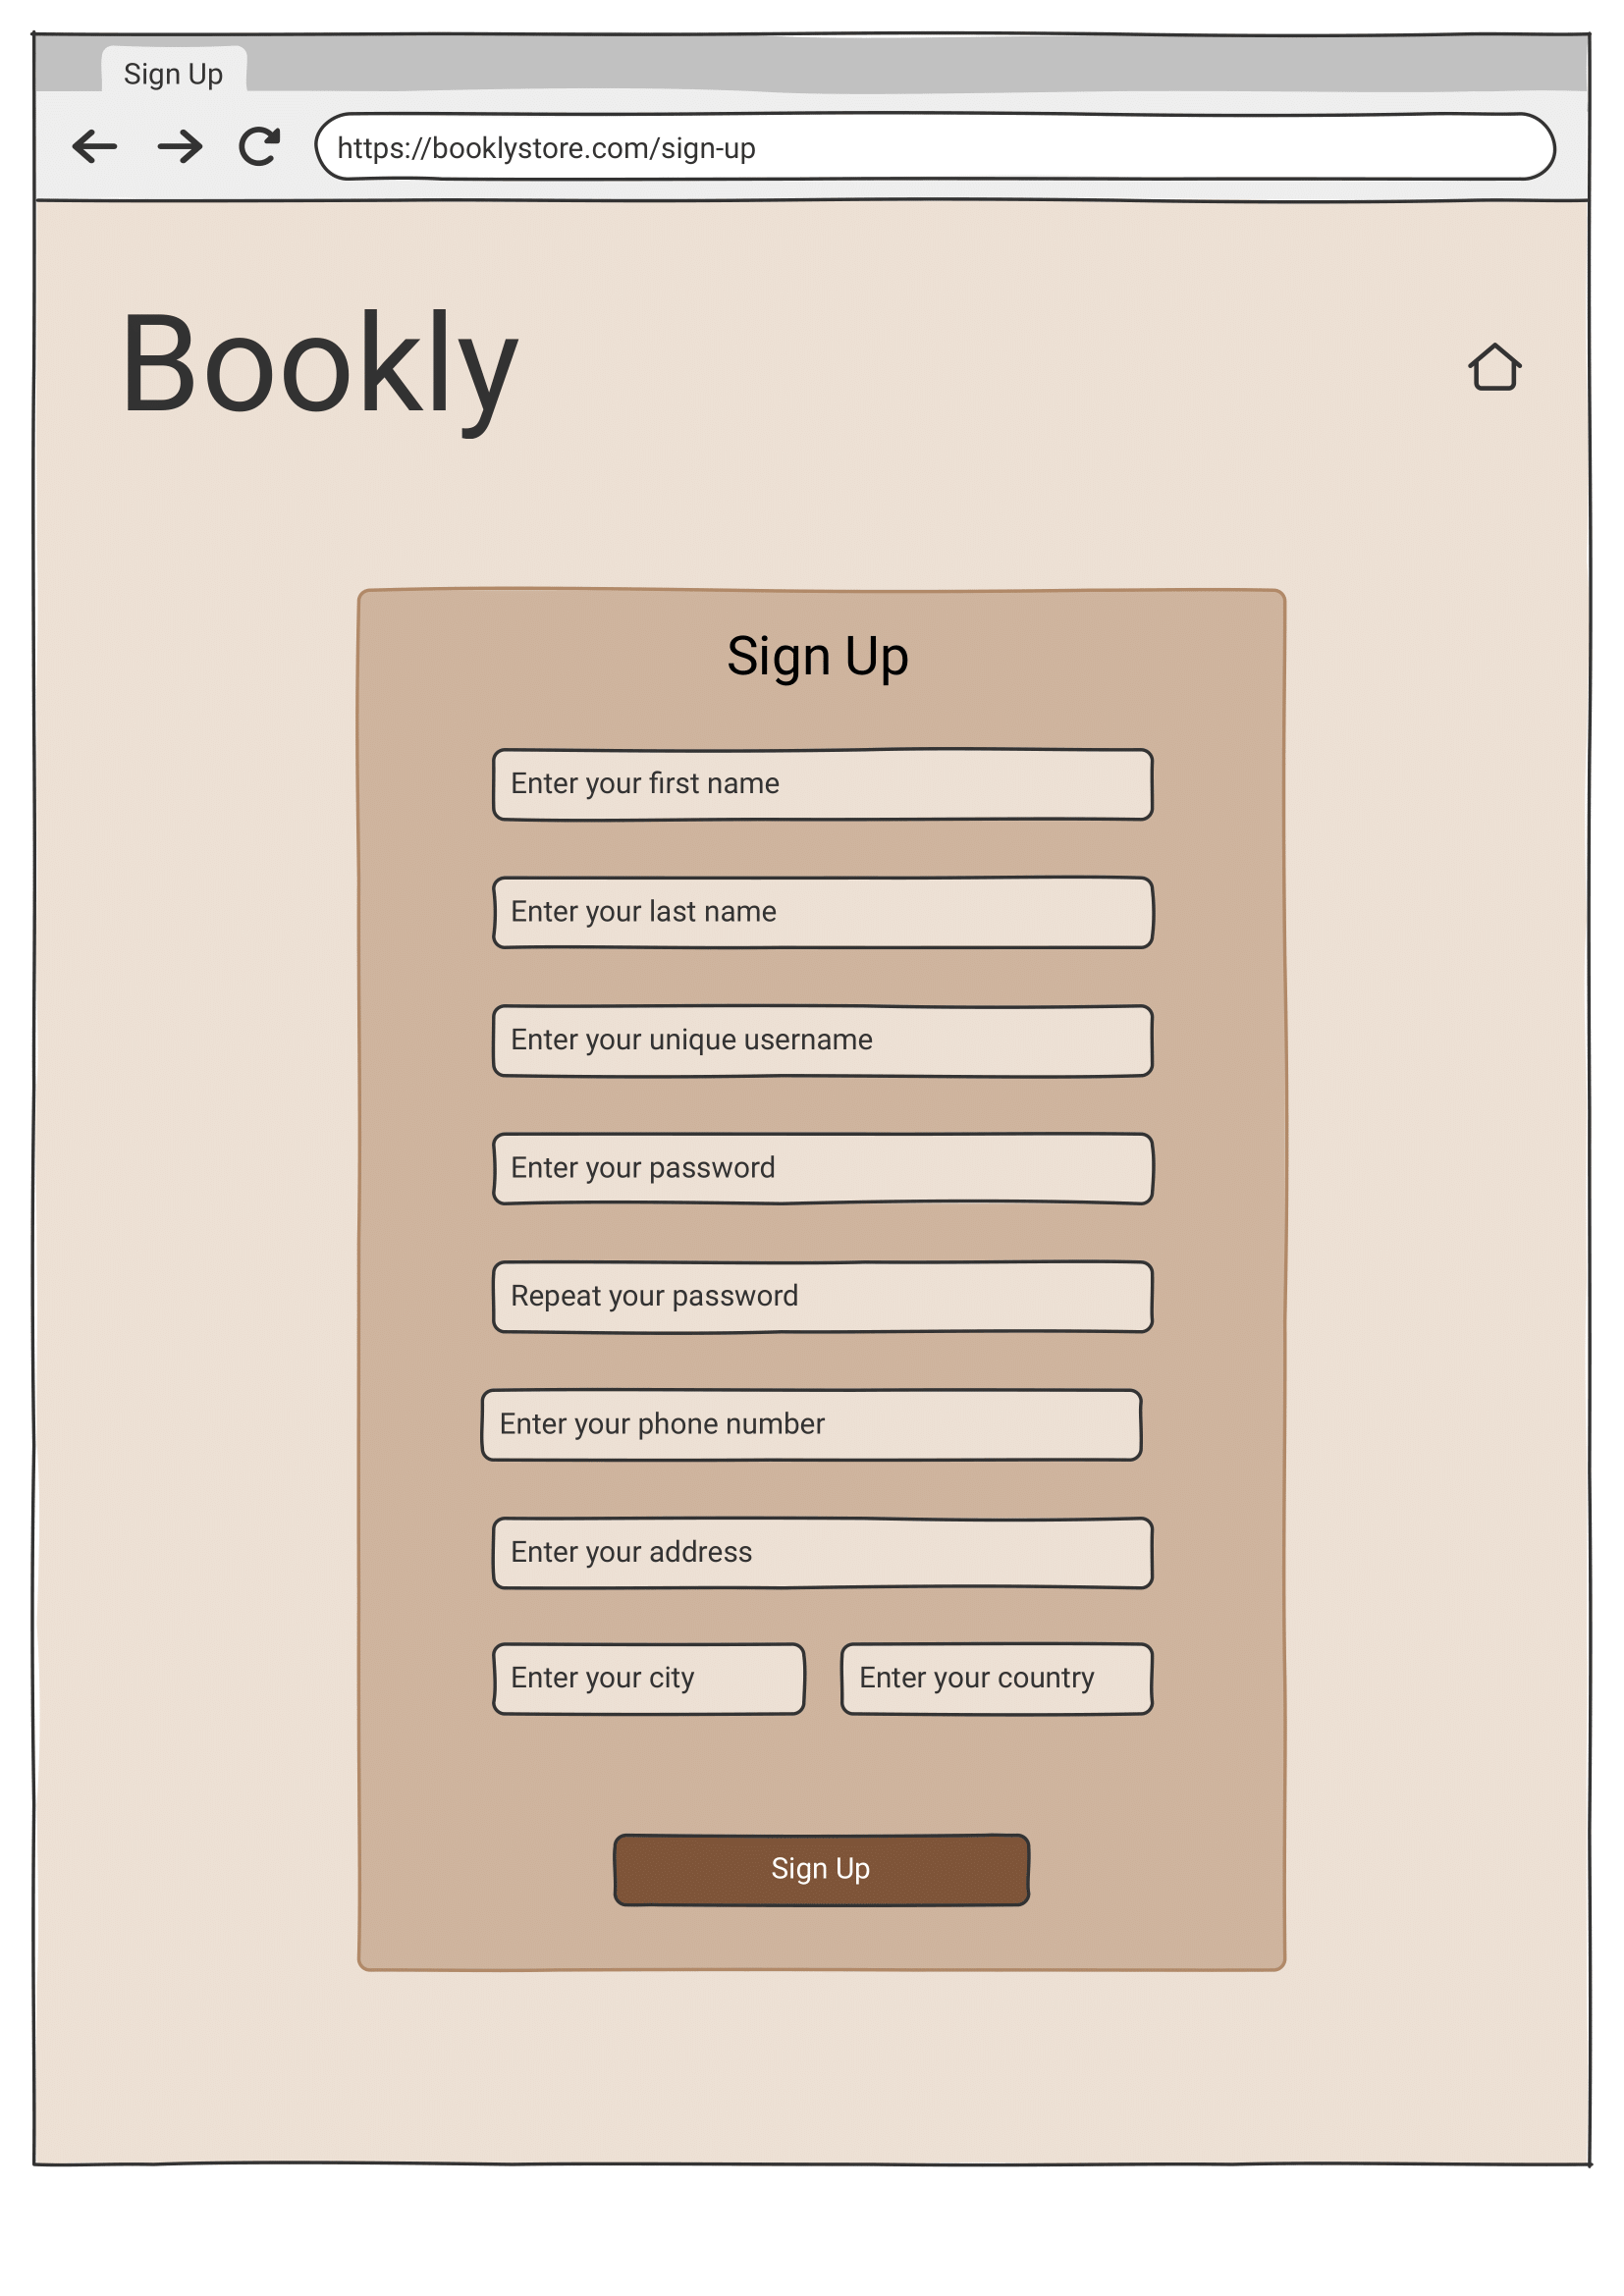 Sign Up
https://booklystore.com/sign-up
Bookly
Sign Up
Enter your first name
Enter your last name
Enter your unique username
Enter your password
Repeat your password
Enter your phone number
Enter your address
Enter your city Enter your country
Sign Up